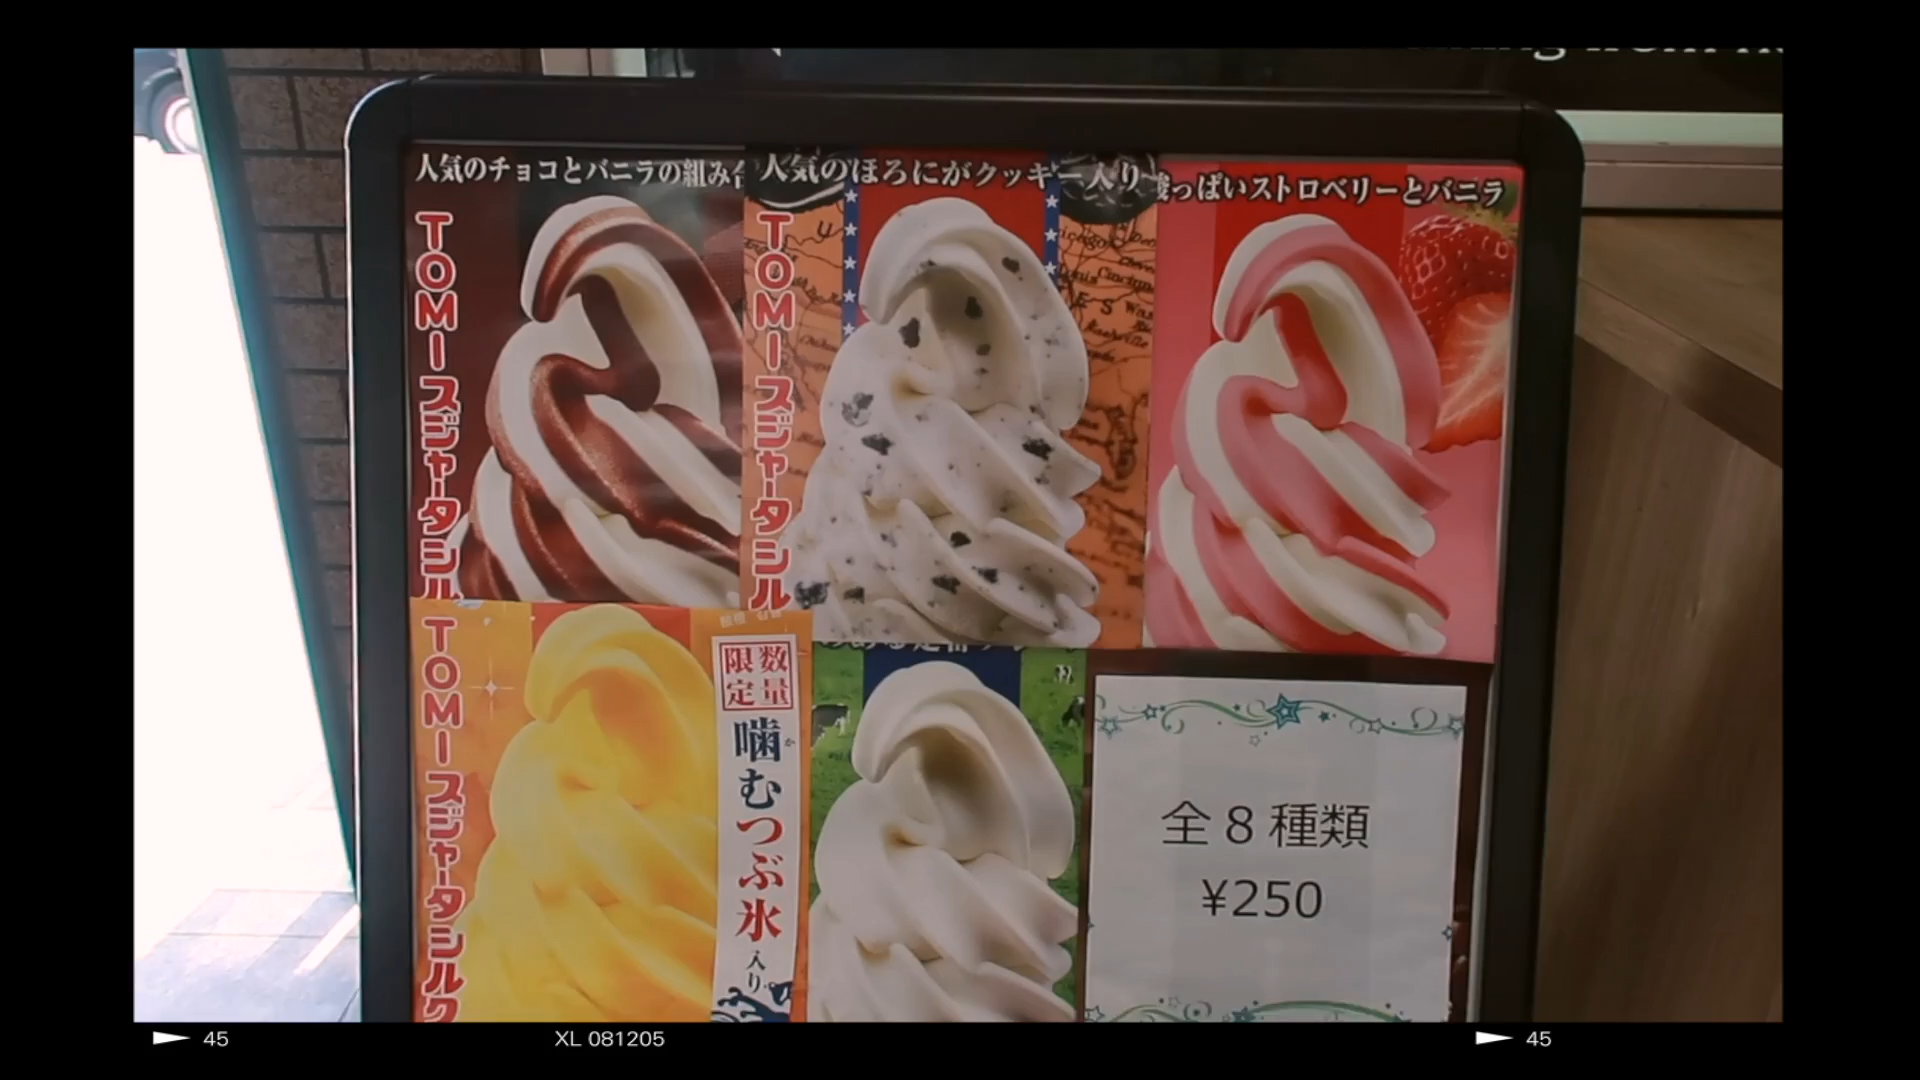 人気のチョコとバニラの組み合
人気のほろにがクッキー入り
っぱいストロベリーとバニラ
TOMIZジャータシル
TOMIZジャータシル
TOMIZジャータシルク
数量
限定
噛むつぶ氷
か
入り
全8種類
¥250
45
XL 081205
45